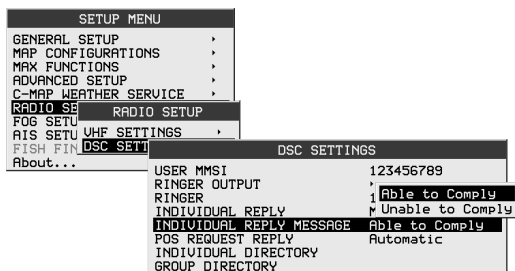 SETUP MENU
GENERAL SETUP
MAP CONFIGURATIONS
MAX FUNCTIONS
ADVANCED SETUP
C-MAP WEATHER SERVICE
RADIO SE
FOG SETU
AIS SETU
FISH FIN
About...
RADIO SETUP
VHF SETTINGS
DSC SETT
DSC SETTINGS
USER MMSI 123456789
RINGER OUTPUT
RINGER 1
INDIVIDUAL REPLY M
INDIVIDUAL REPLY MESSAGE Able to Comply
POS REQUEST REPLY Automatic
INDIVIDUAL DIRECTORY
GROUP DIRECTORY
Able to Comply
Unable to Comply